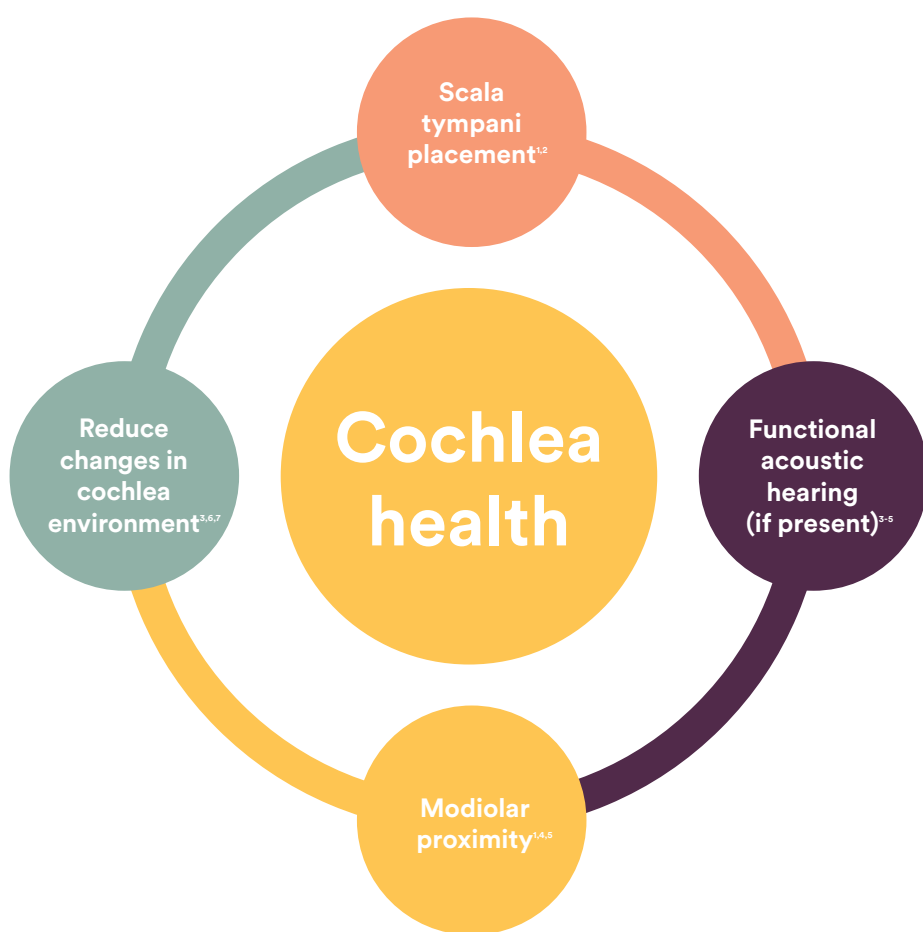 Scala
tympani
placement1,2
Reduce
changes in
cochlea
environment3,6,7
Cochlea
health
Functional
acoustic
hearing
(if present)3-5
Modiolar
proximity1,4,5